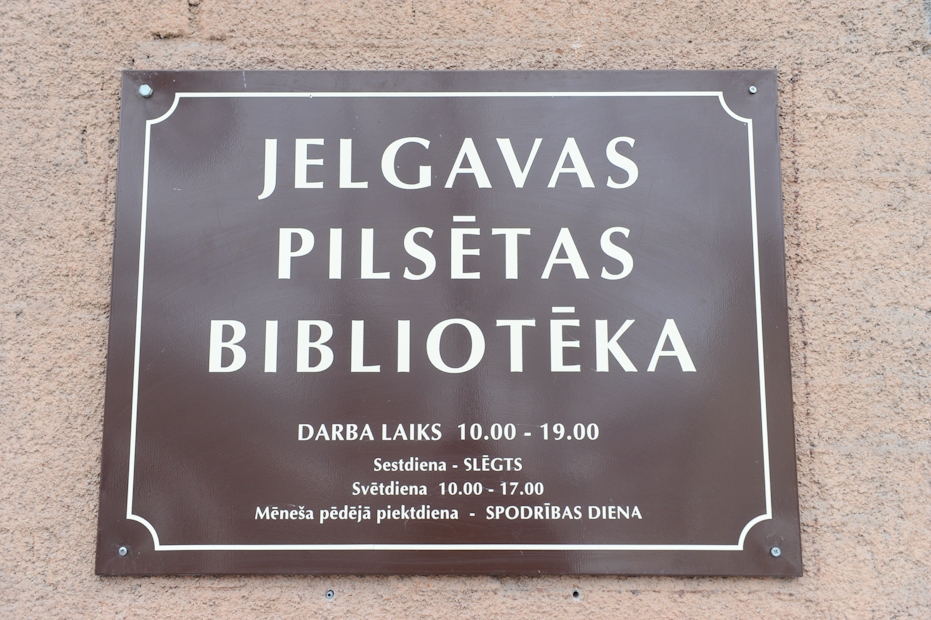 JELGAVAS
PILSĒTAS
BIBLIOTĒKA
DARBA LAIKS 10.00 - 19.00
Sestdiena - SLĒGTS
Svētdiena 10.00 - 17.00
Mēneša pēdējā piektdiena - SPODRĪBAS DIENA